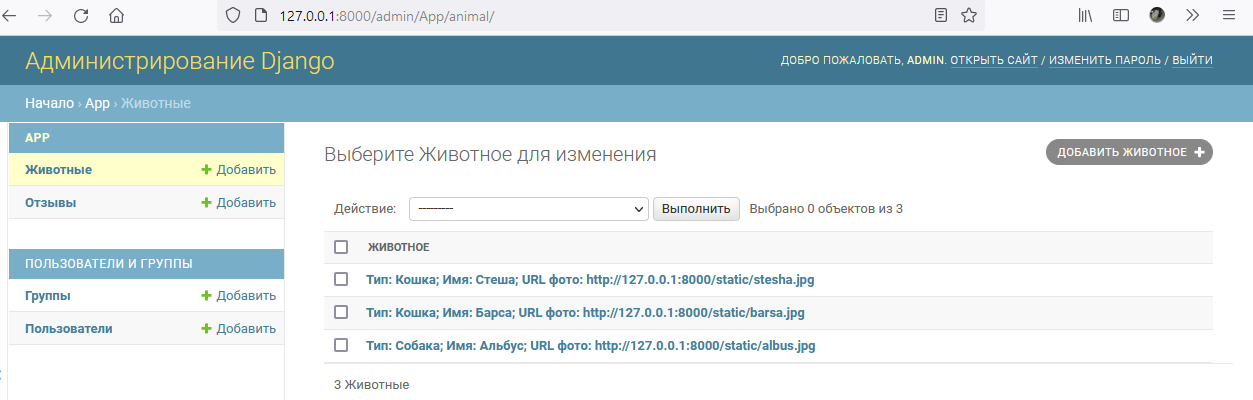 127.0.0.1:8000/admin/App/animal/
Администрирование Django
ДОБРО ПОЖАЛОВАТЬ, ADMIN. ОТКРЫТЬ САЙТ / ИЗМЕНИТЬ ПАРОЛЬ / ВЫЙТИ
Начало › App › Животные
APP
Животные + Добавить
Отзывы + Добавить
ПОЛЬЗОВАТЕЛИ И ГРУППЫ
Группы + Добавить
Пользователи + Добавить
Выберите Животное для изменения
ДОБАВИТЬ ЖИВОТНОЕ +
Действие: --------- Выполнить Выбрано 0 объектов из 3
ЖИВОТНОЕ
Тип: Кошка; Имя: Стеша; URL фото: http://127.0.0.1:8000/static/stesha.jpg
Тип: Кошка; Имя: Барса; URL фото: http://127.0.0.1:8000/static/barsa.jpg
Тип: Собака; Имя: Альбус; URL фото: http://127.0.0.1:8000/static/albus.jpg
3 Животные